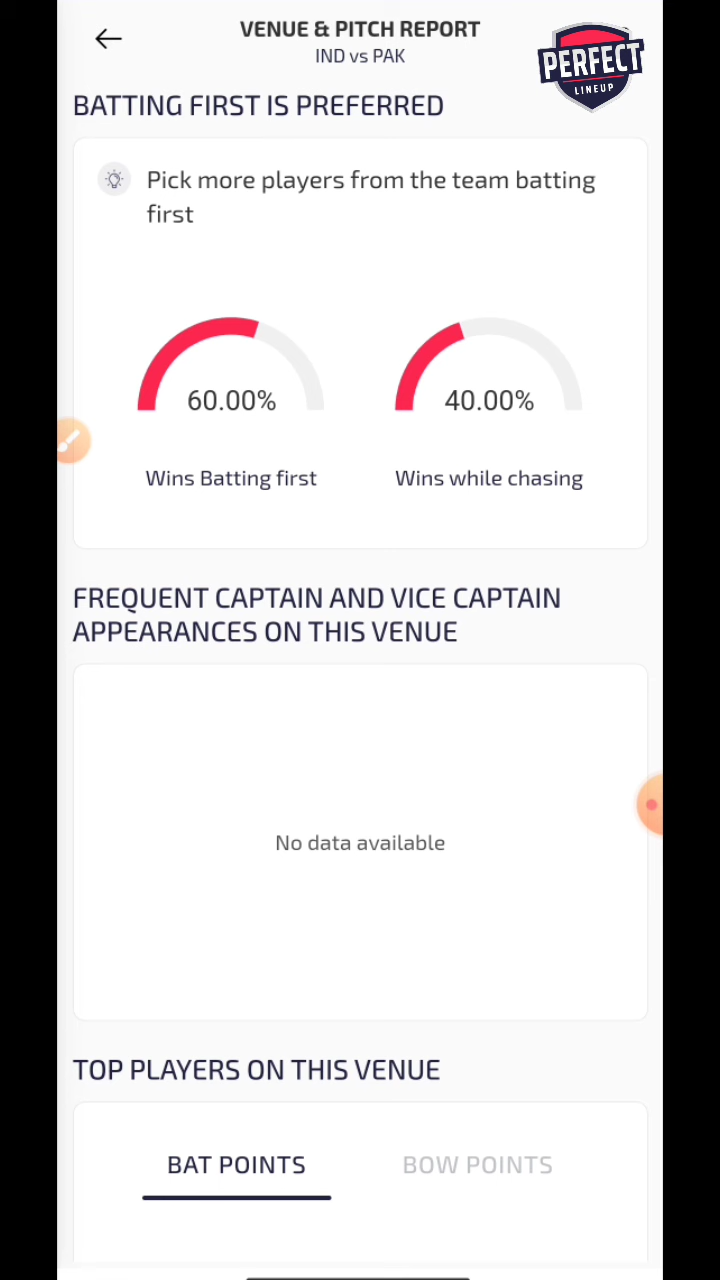 VENUE & PITCH REPORT
IND vs PAK
PERFECT
LINEUP
BATTING FIRST IS PREFERRED
Pick more players from the team batting
first
60.00%
40.00%
Wins Batting first
Wins while chasing
FREQUENT CAPTAIN AND VICE CAPTAIN
APPEARANCES ON THIS VENUE
No data available
TOP PLAYERS ON THIS VENUE
BAT POINTS
BOW POINTS